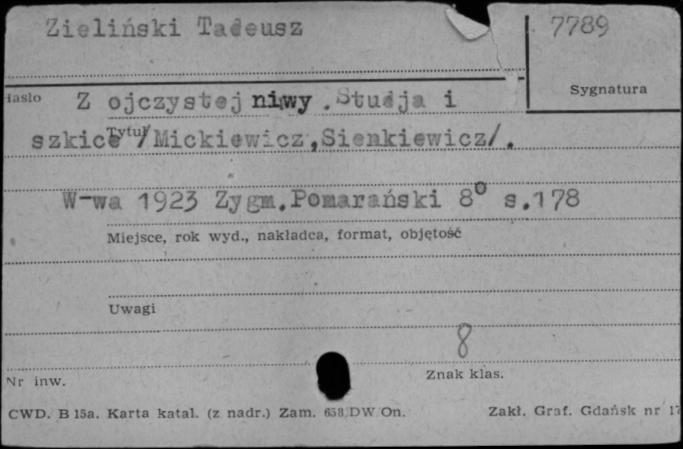 Zieliński Tadeusz 7789
Sygnatura
Hasło Z ojczystej niwy .Studja i
Tytuł
szkice /Mickiewicz,Sienkiewicz/.
W-wa 1923 Zygm.Pomarański 8° s.178
Miejsce, rok wyd., nakładca, format, objętość
Uwagi
8
Nr inw. Znak klas.
CWD. B 15a. Karta katal. (z nadr.) Zam. 658 DW On. Zakł. Graf. Gdańsk nr 17